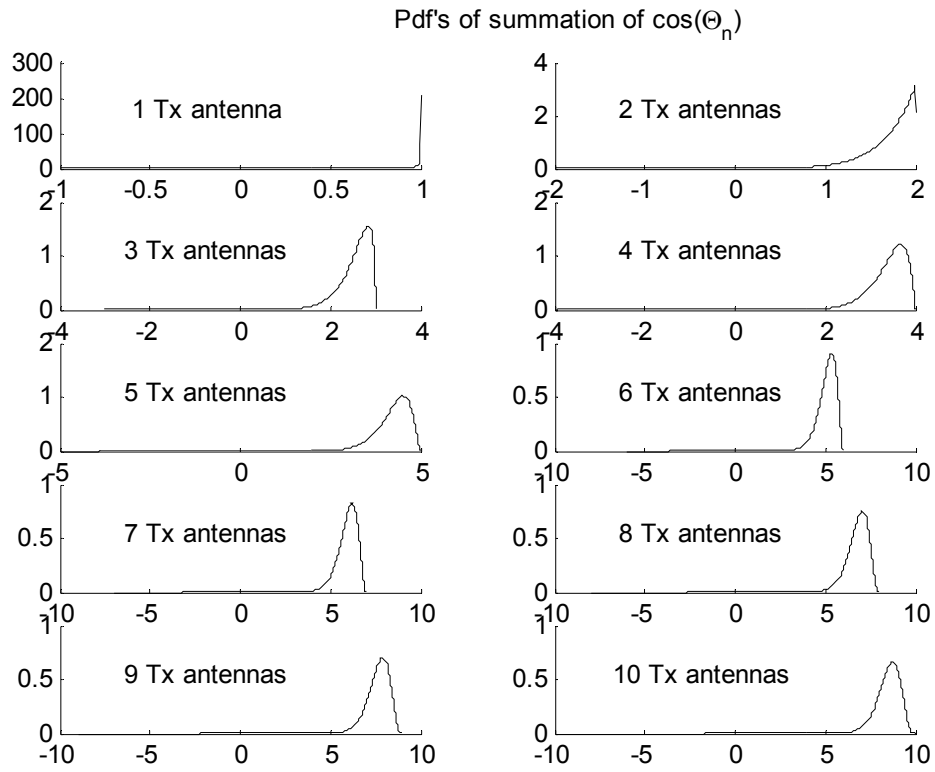 Pdf's of summation of cos(Θn)
300
200
100
0
1 Tx antenna
-1 -0.5 0 0.5 1
4
2
0
2 Tx antennas
-2 -1 0 1 2
2
1
0
3 Tx antennas
-4 -2 0 2 4
2
1
0
4 Tx antennas
-4 -2 0 2 4
2
1
0
5 Tx antennas
-5 0 5
1
0.5
0
6 Tx antennas
-10 -5 0 5 10
1
0.5
0
7 Tx antennas
-10 -5 0 5 10
1
0.5
0
8 Tx antennas
-10 -5 0 5 10
1
0.5
0
9 Tx antennas
-10 -5 0 5 10
1
0.5
0
10 Tx antennas
-10 -5 0 5 10